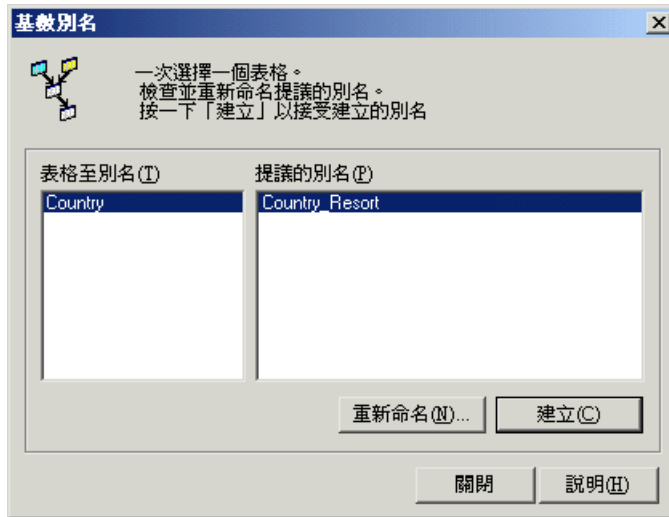 基數別名
一次選擇一個表格。
檢查並重新命名提議的別名。
按一下「建立」以接受建立的別名
表格至別名(T)
提議的別名(P)
Country
Country_Resort
重新命名(N)...
建立(C)
關閉
說明(H)